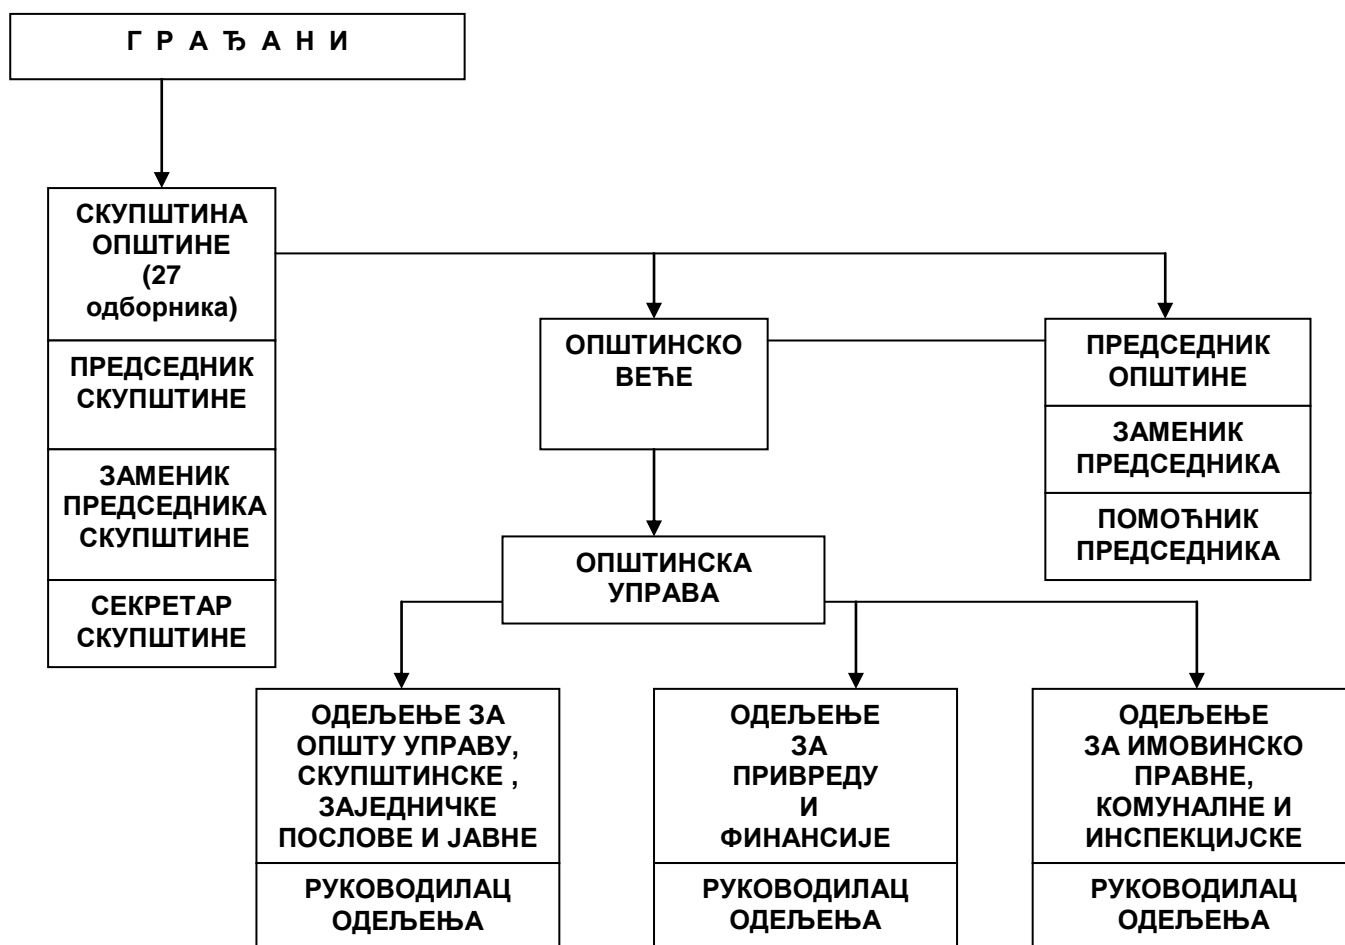 Г Р А Ђ А Н И
СКУПШТИНА
ОПШТИНЕ
(27
одборника)
ПРЕДСЕДНИК
СКУПШТИНЕ
ЗАМЕНИК
ПРЕДСЕДНИКА
СКУПШТИНЕ
СЕКРЕТАР
СКУПШТИНЕ
ОПШТИНСКО
ВЕЋЕ
ПРЕДСЕДНИК
ОПШТИНЕ
ЗАМЕНИК
ПРЕДСЕДНИКА
ПОМОЋНИК
ПРЕДСЕДНИКА
ОПШТИНСКА
УПРАВА
ОДЕЉЕЊЕ ЗА
ОПШТУ УПРАВУ,
СКУПШТИНСКЕ ,
ЗАЈЕДНИЧКЕ
ПОСЛОВЕ И ЈАВНЕ
РУКОВОДИЛАЦ
ОДЕЉЕЊА
ОДЕЉЕЊЕ
ЗА
ПРИВРЕДУ
И
ФИНАНСИЈЕ
РУКОВОДИЛАЦ
ОДЕЉЕЊА
ОДЕЉЕЊЕ
ЗА ИМОВИНСКО
ПРАВНЕ,
КОМУНАЛНЕ И
ИНСПЕКЦИЈСКЕ
РУКОВОДИЛАЦ
ОДЕЉЕЊА